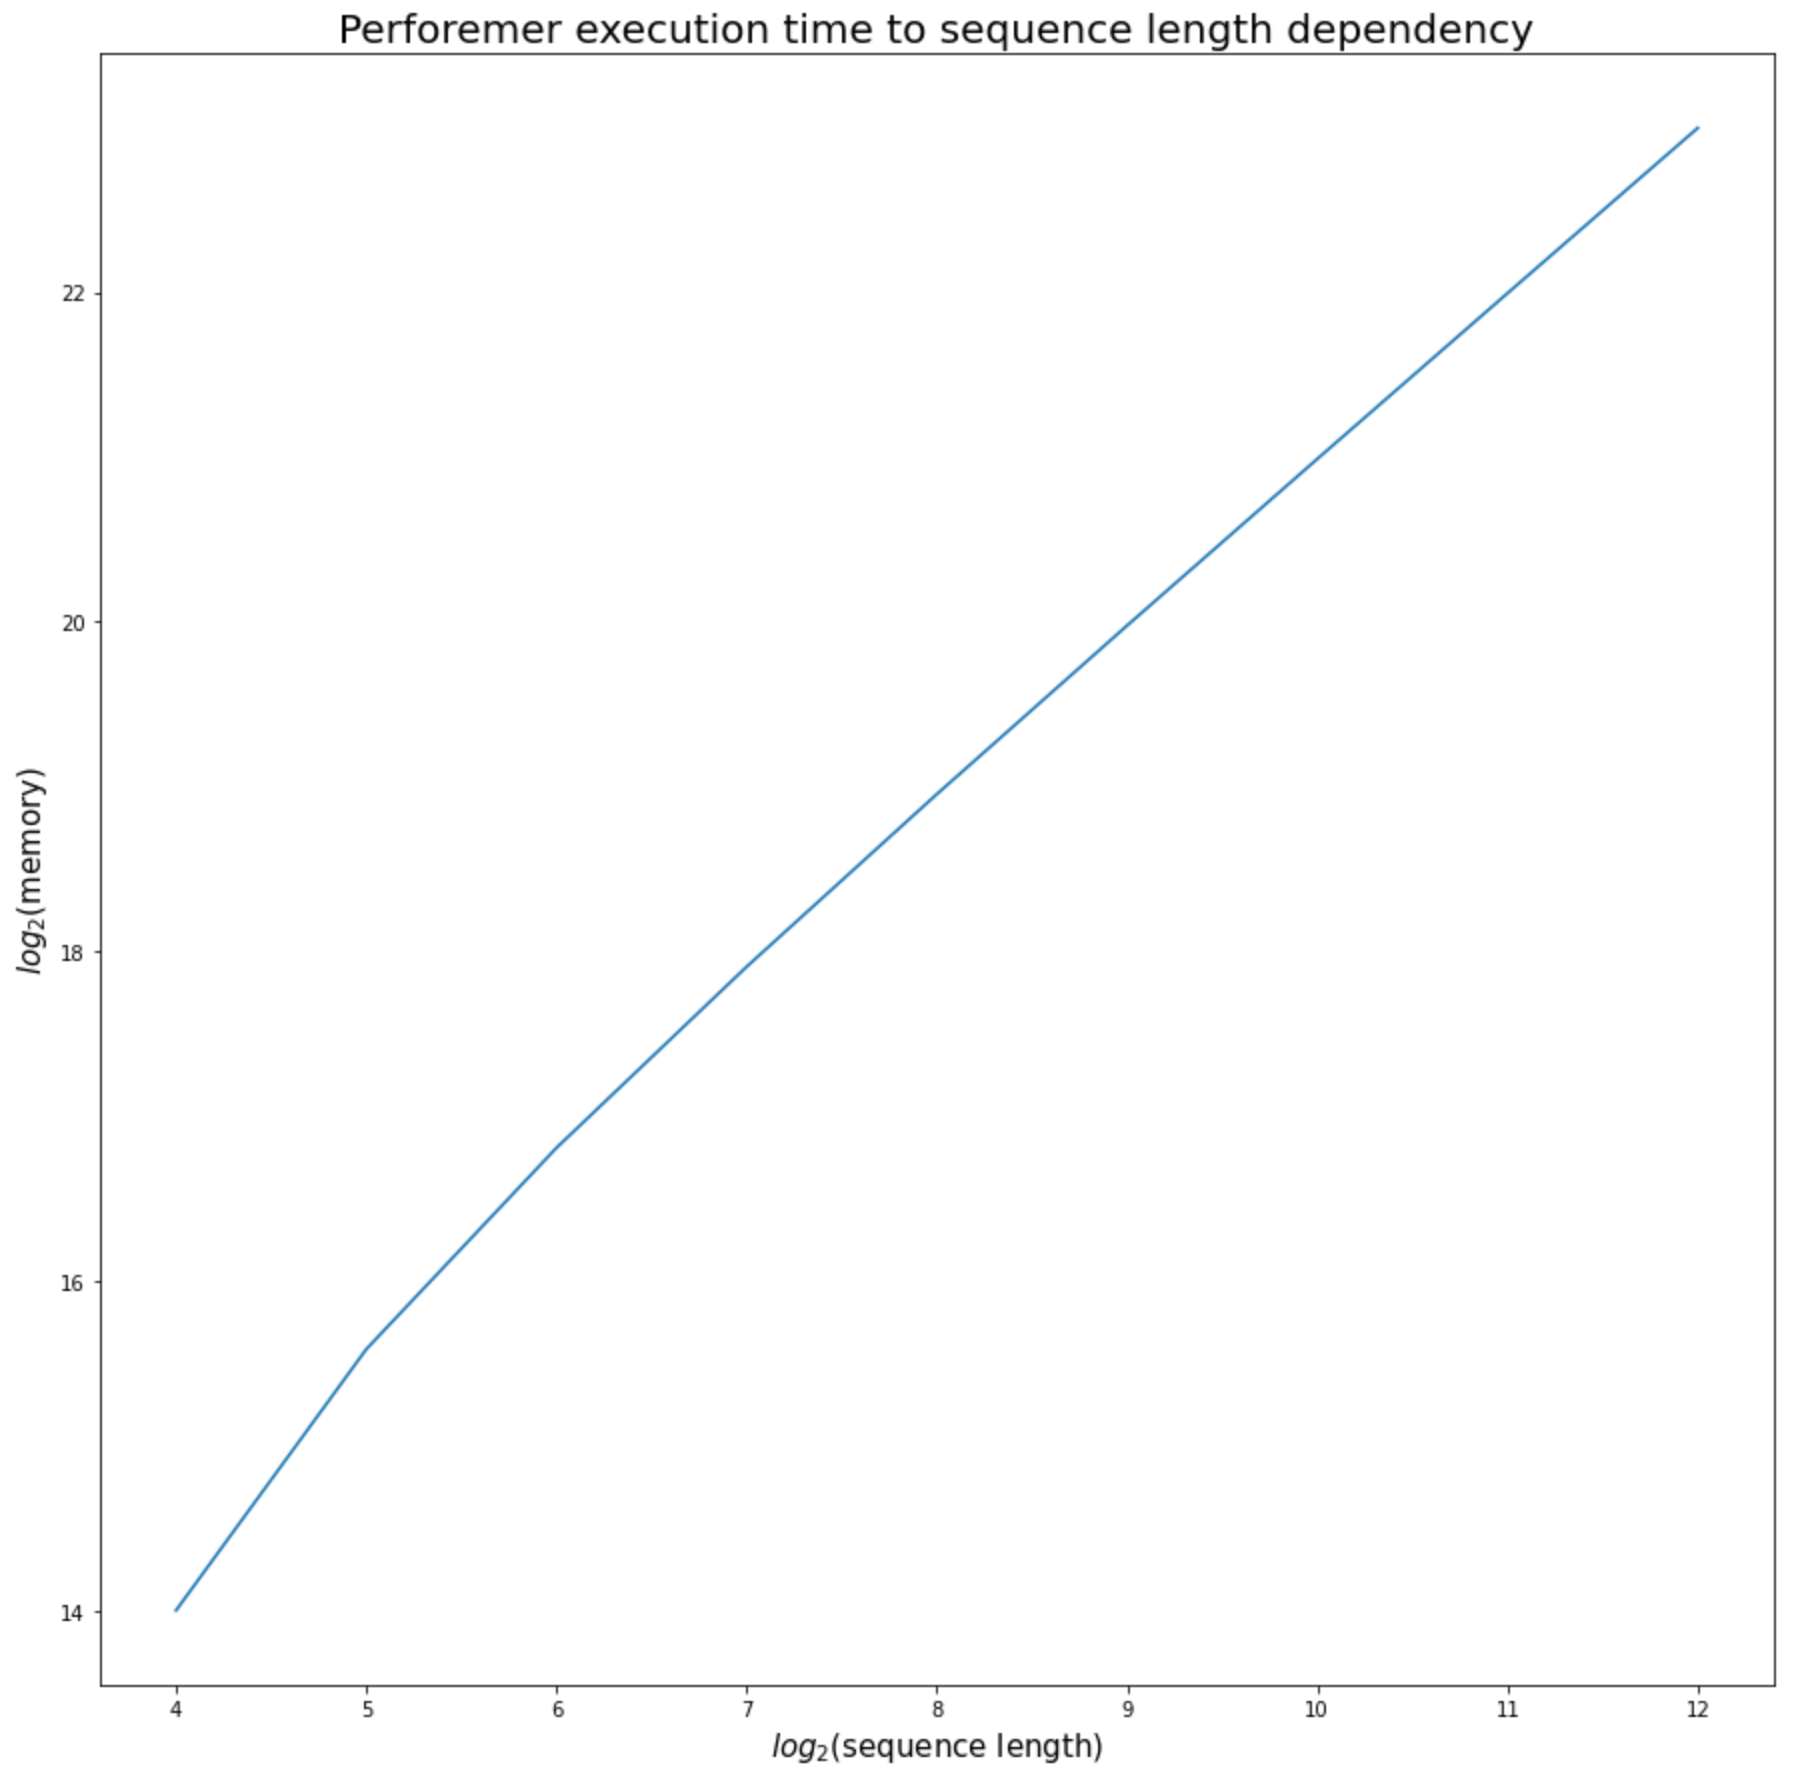 Perforemer execution time to sequence length dependency
22
20
18
16
14
log₂(memory)
4 5 6 7 8 9 10 11 12
log₂(sequence length)